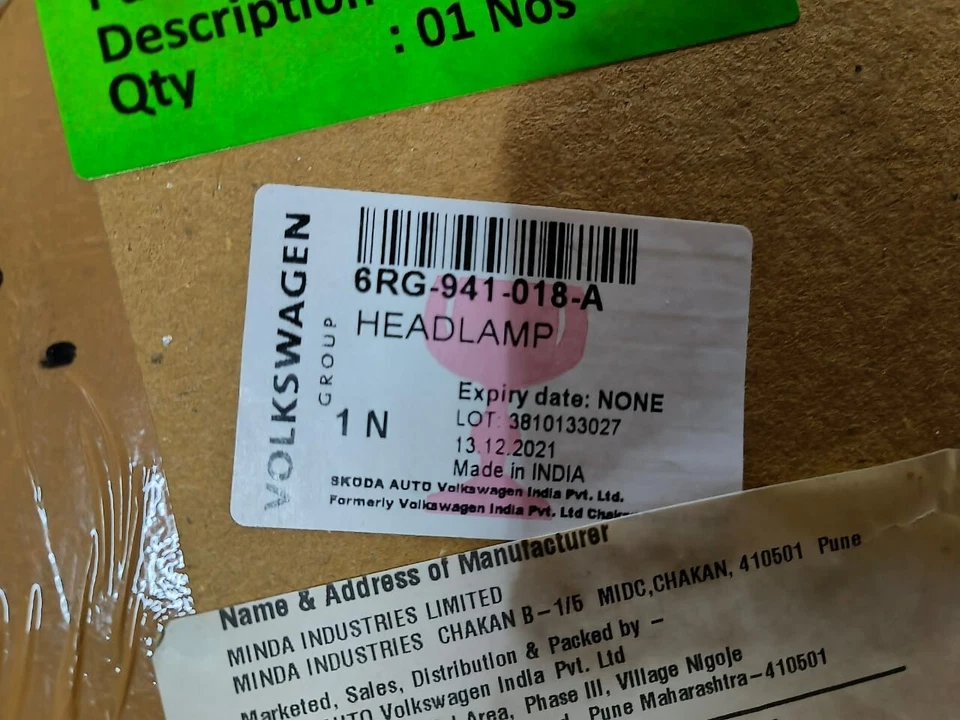 Description
Qty : 01 Nos
VOLKSWAGEN
GROUP
6RG-941-018-A
HEADLAMP
1 N
Expiry date: NONE
LOT: 3810133027
13.12.2021
Made in INDIA
SKODA AUTO Volkswagen India Pvt. Ltd.
Formerly Volkswagen India Pvt. Ltd
Name & Address of Manufacturer
MINDA INDUSTRIES LIMITED
MINDA INDUSTRIES CHAKAN B-1/5 MIDC,CHAKAN, 410501 Pune
Marketed, Sales, Distribution & Packed by -
AUTO Volkswagen India Pvt. Ltd
Area, Phase III, Village Nigoje
Pune Maharashtra-410501